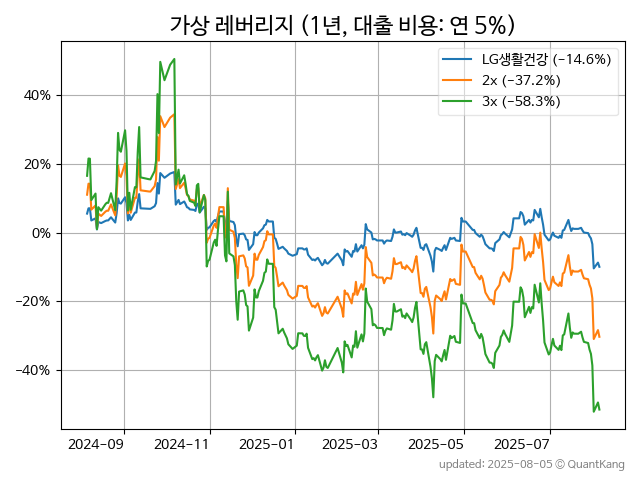 가상 레버리지 (1년, 대출 비용: 연 5%)
LG생활건강 (−14.6%)
2x (−37.2%)
3x (−58.3%)
40%
20%
0%
−20%
−40%
2024-09 2024-11 2025-01 2025-03 2025-05 2025-07
updated: 2025-08-05 © QuantKang